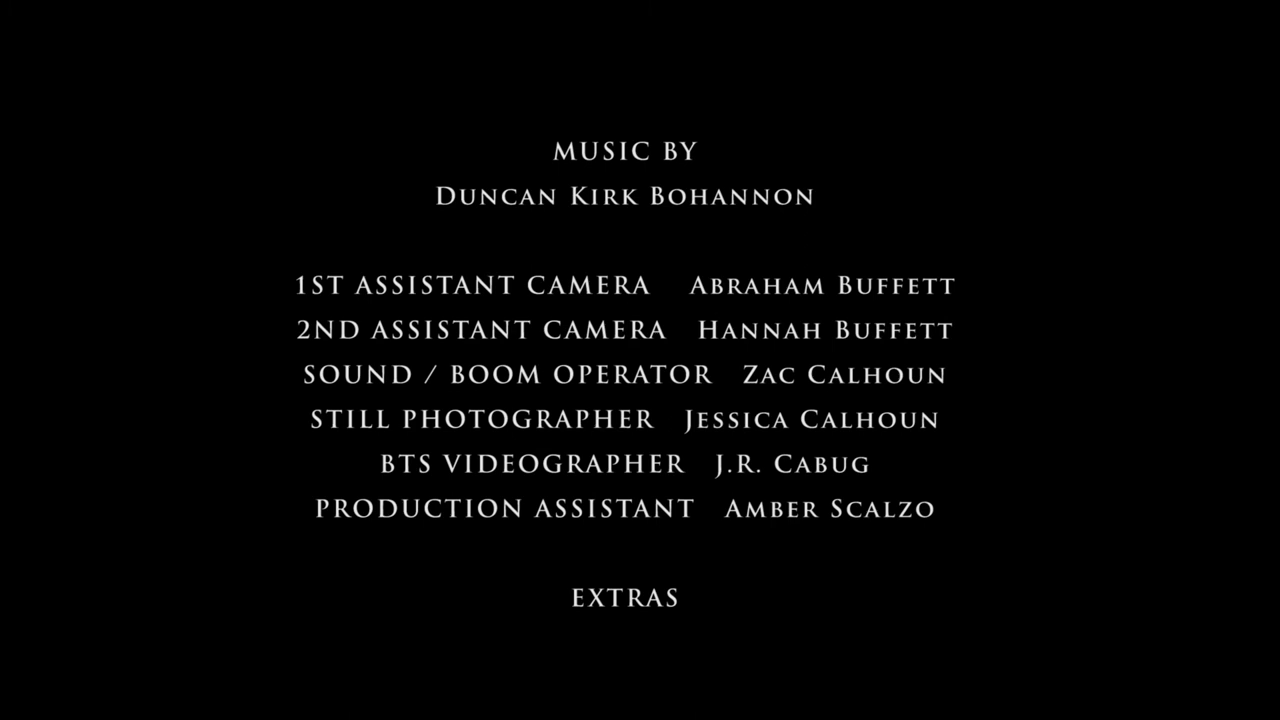 MUSIC BY
Duncan Kirk Bohannon
1ST ASSISTANT CAMERA Abraham Buffett
2ND ASSISTANT CAMERA Hannah Buffett
SOUND / BOOM OPERATOR Zac Calhoun
STILL PHOTOGRAPHER Jessica Calhoun
BTS VIDEOGRAPHER J.R. Cabug
PRODUCTION ASSISTANT Amber Scalzo
EXTRAS